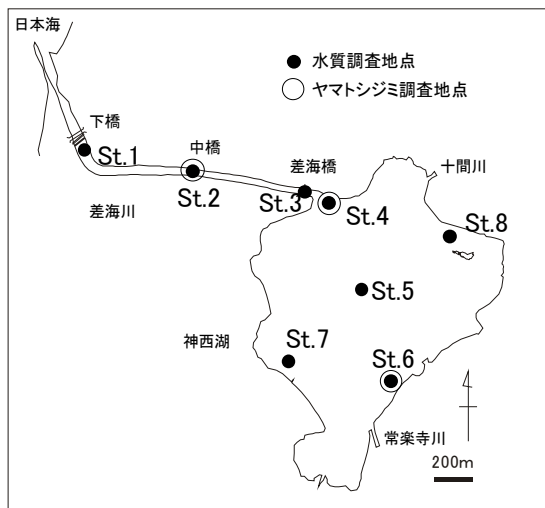 日本海
水質調査地点
ヤマトシジミ調査地点
下橋
St.1
中橋
St.2
差海橋
St.3
St.4
十間川
差海川
St.8
St.5
神西湖
St.7
St.6
常楽寺川
200m